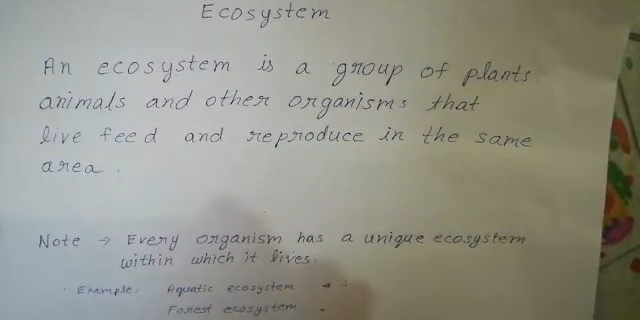 Ecosystem
An ecosystem is a group of plants
animals and other organisms that
live feed and reproduce in the same
area.
Note → Every organism has a unique ecosystem
within which it lives.
Example: Aquatic ecosystem
Forest ecosystem